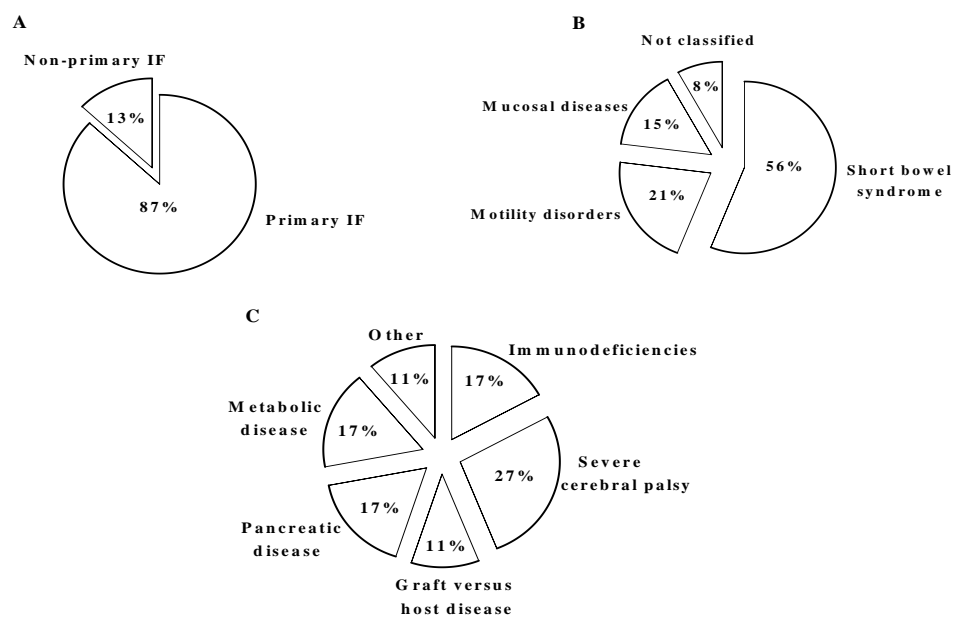 A
Non-primary IF
13%
87%
Primary IF
B
Not classified
8%
Mucosal diseases
15%
56%
Short bowel
syndrome
21%
Motility disorders
C
Other
Immunodeficiencies
11%
17%
Metabolic
disease
17%
27%
Severe
cerebral palsy
17%
Pancreatic
disease
11%
Graft versus
host disease